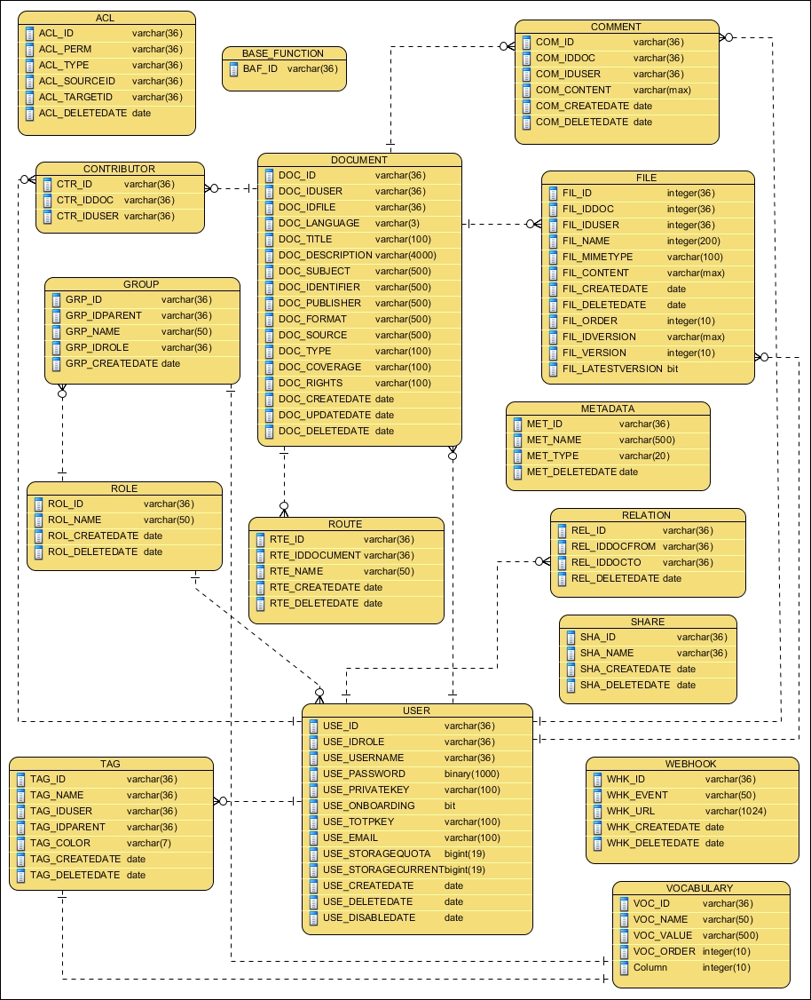 ACL
ACL_ID varchar(36)
ACL_PERM varchar(36)
ACL_TYPE varchar(36)
ACL_SOURCEID varchar(36)
ACL_TARGETID varchar(36)
ACL_DELETEDATE date
BASE_FUNCTION
BAF_ID varchar(36)
COMMENT
COM_ID varchar(36)
COM_IDDOC varchar(36)
COM_IDUSER varchar(36)
COM_CONTENT varchar(max)
COM_CREATEDATE date
COM_DELETEDATE date
CONTRIBUTOR
CTR_ID varchar(36)
CTR_IDDOC varchar(36)
CTR_IDUSER varchar(36)
DOCUMENT
DOC_ID varchar(36)
DOC_IDUSER varchar(36)
DOC_IDFILE varchar(36)
DOC_LANGUAGE varchar(3)
DOC_TITLE varchar(100)
DOC_DESCRIPTION varchar(4000)
DOC_SUBJECT varchar(500)
DOC_IDENTIFIER varchar(500)
DOC_PUBLISHER varchar(500)
DOC_FORMAT varchar(500)
DOC_SOURCE varchar(500)
DOC_TYPE varchar(100)
DOC_COVERAGE varchar(100)
DOC_RIGHTS varchar(100)
DOC_CREATEDATE date
DOC_UPDATEDATE date
DOC_DELETEDATE date
FILE
FIL_ID integer(36)
FIL_IDDOC integer(36)
FIL_IDUSER integer(36)
FIL_NAME integer(200)
FIL_MIMETYPE varchar(100)
FIL_CONTENT varchar(max)
FIL_CREATEDATE date
FIL_DELETEDATE date
FIL_ORDER integer(10)
FIL_IDVERSION varchar(max)
FIL_VERSION integer(10)
FIL_LATESTVERSION bit
GROUP
GRP_ID varchar(36)
GRP_IDPARENT varchar(36)
GRP_NAME varchar(50)
GRP_IDROLE varchar(36)
GRP_CREATEDATE date
METADATA
MET_ID varchar(36)
MET_NAME varchar(500)
MET_TYPE varchar(20)
MET_DELETEDATE date
ROLE
ROL_ID varchar(36)
ROL_NAME varchar(50)
ROL_CREATEDATE date
ROL_DELETEDATE date
ROUTE
RTE_ID varchar(36)
RTE_IDDOCUMENT varchar(36)
RTE_NAME varchar(50)
RTE_CREATEDATE date
RTE_DELETEDATE date
RELATION
REL_ID varchar(36)
REL_IDDOCFROM varchar(36)
REL_IDDOCTO varchar(36)
REL_DELETEDATE date
SHARE
SHA_ID varchar(36)
SHA_NAME varchar(36)
SHA_CREATEDATE date
SHA_DELETEDATE date
USER
USE_ID varchar(36)
USE_IDROLE varchar(36)
USE_USERNAME varchar(36)
USE_PASSWORD binary(1000)
USE_PRIVATEKEY varchar(100)
USE_ONBOARDING bit
USE_TOTPKEY varchar(100)
USE_EMAIL varchar(100)
USE_STORAGEQUOTA bigint(19)
USE_STORAGECURRENT bigint(19)
USE_CREATEDATE date
USE_DELETEDATE date
USE_DISABLEDATE date
TAG
TAG_ID varchar(36)
TAG_NAME varchar(36)
TAG_IDUSER varchar(36)
TAG_IDPARENT varchar(36)
TAG_COLOR varchar(7)
TAG_CREATEDATE date
TAG_DELETEDATE date
WEBHOOK
WHK_ID varchar(36)
WHK_EVENT varchar(50)
WHK_URL varchar(1024)
WHK_CREATEDATE date
WHK_DELETEDATE date
VOCABULARY
VOC_ID varchar(36)
VOC_NAME varchar(50)
VOC_VALUE varchar(500)
VOC_ORDER integer(10)
Column integer(10)